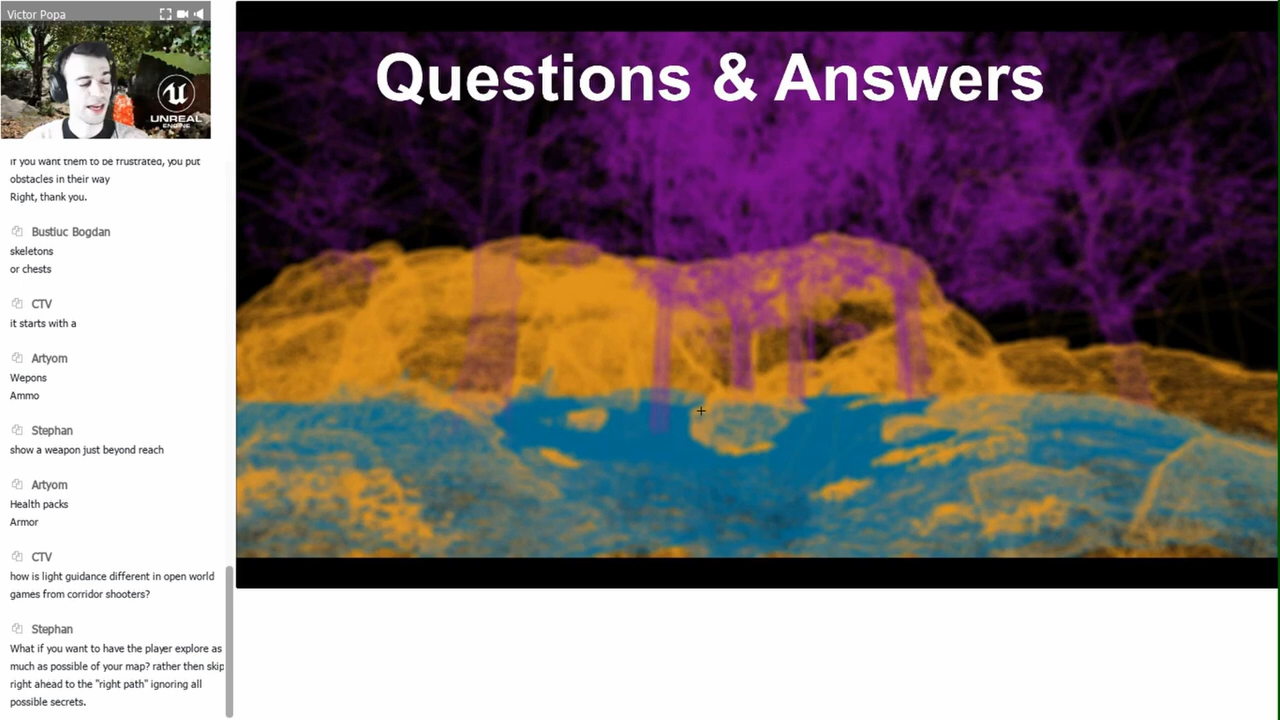 Victor Popa
UNREAL
ENGINE
Questions & Answers
If you want them to be frustrated, you put
obstacles in their way
Right, thank you.
Bustiuc Bogdan
skeletons
or chests
CTV
it starts with a
Artyom
Wepons
Ammo
Stephan
show a weapon just beyond reach
Artyom
Health packs
Armor
CTV
how is light guidance different in open world
games from corridor shooters?
Stephan
What if you want to have the player explore as
much as possible of your map? rather then skip
right ahead to the "right path" ignoring all
possible secrets.